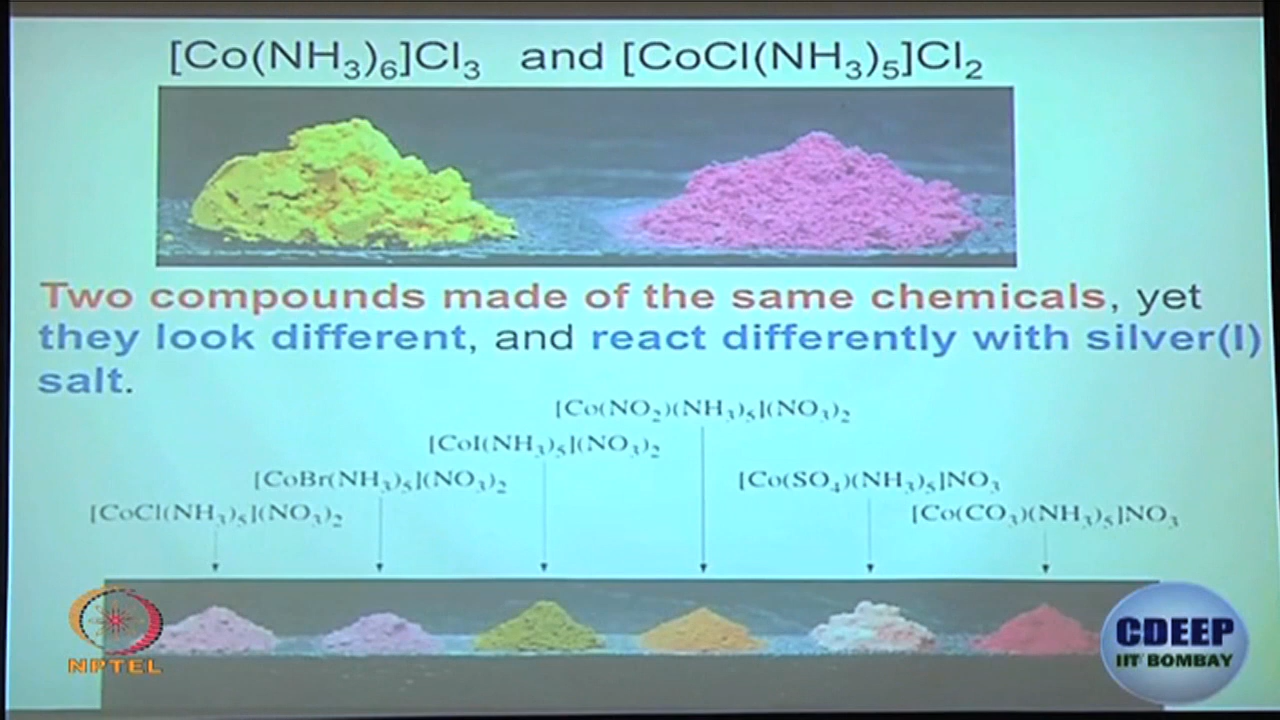 [Co(NH₃)₆]Cl₃ and [CoCl(NH₃)₅]Cl₂
Two compounds made of the same chemicals, yet
they look different, and react differently with silver(I)
salt.
[Co(NO₂)(NH₃)₅](NO₃)₂
[CoI(NH₃)₅](NO₃)₂
[CoBr(NH₃)₅](NO₃)₂
[Co(SO₄)(NH₃)₅]NO₃
[CoCl(NH₃)₅](NO₃)₂
[Co(CO₃)(NH₃)₅]NO₃
NPTEL
CDEEP
IIT BOMBAY